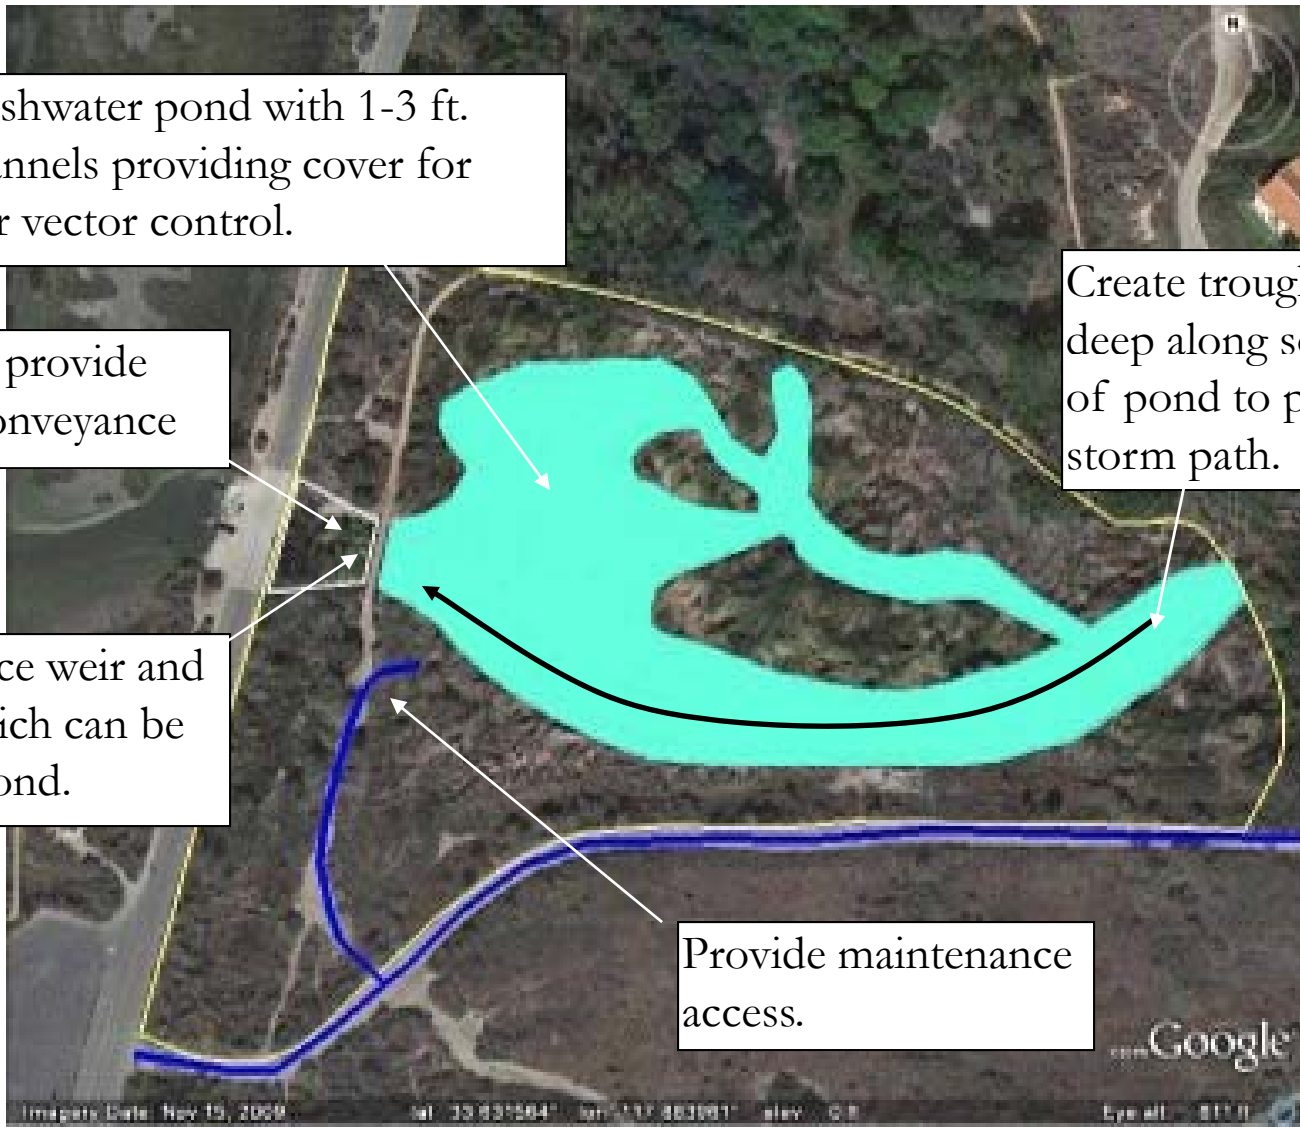 shwater pond with 1-3 ft.
nnels providing cover for
r vector control.
provide
onveyance
Create troug
deep along s
of pond to p
storm path.
ce weir and
ich can be
ond.
Provide maintenance
access.
Google
Imagery Date: Nov 15, 2009
N